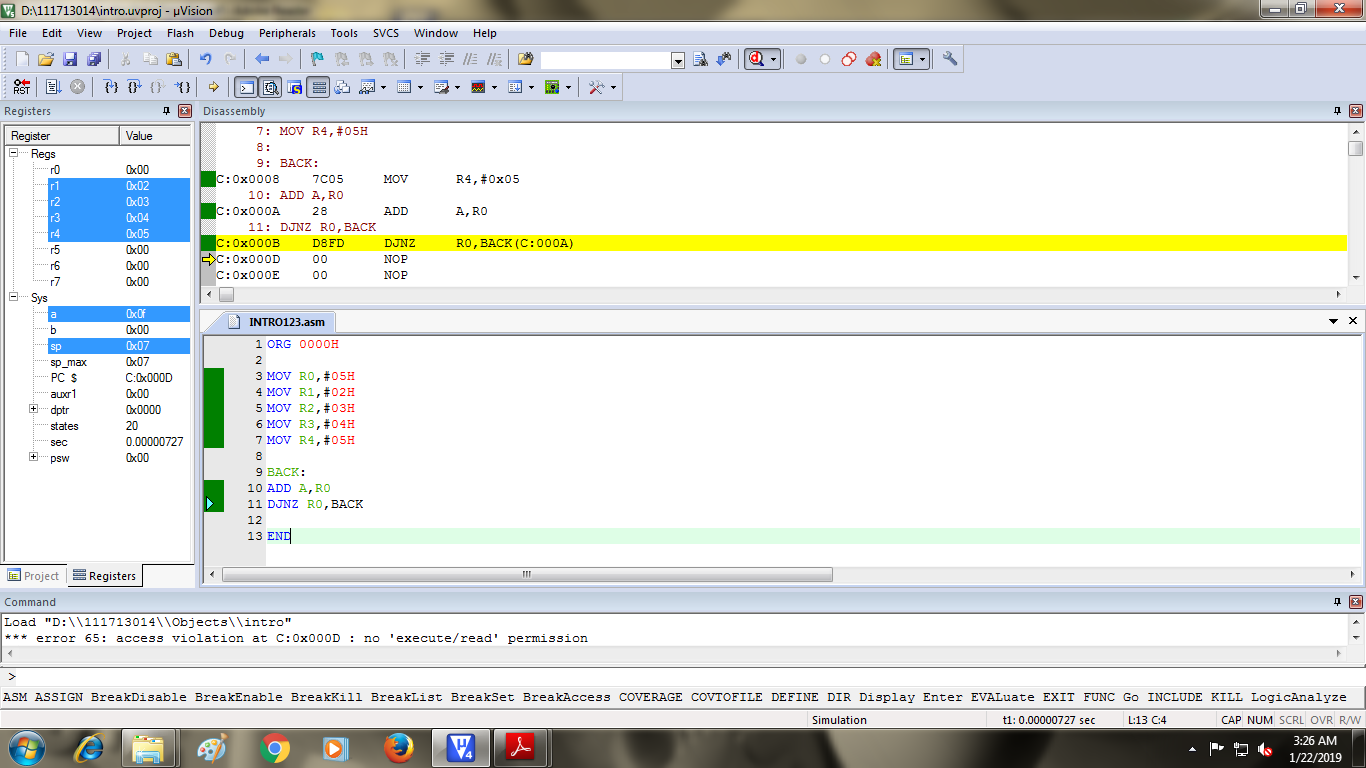 D:\111713014\intro.uvproj - µVision
File Edit View Project Flash Debug Peripherals Tools SVCS Window Help
RST
Registers
Register Value
Regs
r0 0x00
r1 0x02
r2 0x03
r3 0x04
r4 0x05
r5 0x00
r6 0x00
r7 0x00
Sys
a 0x0f
b 0x00
sp 0x07
sp_max 0x07
PC $ C:0x000D
auxr1 0x00
dptr 0x0000
states 20
sec 0.00000727
psw 0x00
Project Registers
Disassembly
7: MOV R4,#05H
8:
9: BACK:
C:0x0008 7C05 MOV R4,#0x05
10: ADD A,R0
C:0x000A 28 ADD A,R0
11: DJNZ R0,BACK
C:0x000B D8FD DJNZ R0,BACK(C:000A)
C:0x000D 00 NOP
C:0x000E 00 NOP
INTRO123.asm
1 ORG 0000H
2
3 MOV R0,#05H
4 MOV R1,#02H
5 MOV R2,#03H
6 MOV R3,#04H
7 MOV R4,#05H
8
9 BACK:
10 ADD A,R0
11 DJNZ R0,BACK
12
13 END
Command
Load "D:\\111713014\\Objects\\intro"
*** error 65: access violation at C:0x000D : no 'execute/read' permission
>
ASM ASSIGN BreakDisable BreakEnable BreakKill BreakList BreakSet BreakAccess COVERAGE COVTOFILE DEFINE DIR Display Enter EVALuate EXIT FUNC Go INCLUDE KILL LogicAnalyze
Simulation t1: 0.00000727 sec L:13 C:4 CAP NUM SCRL OVR R/W
3:26 AM
1/22/2019